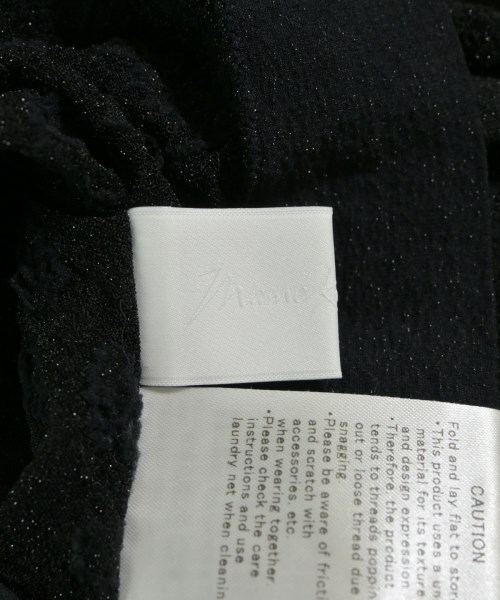 Mame K
CAUTION
Fold and lay flat to stor
•This product uses a un
material for its texture
and design expression
•Therefore, the product
tends to threads poppin
out or loose thread due
snagging
•Please be aware of fricti
and scratch with
accessories, etc.
when wearing together.
•Please check the care
instructions and use
laundry net when cleanin